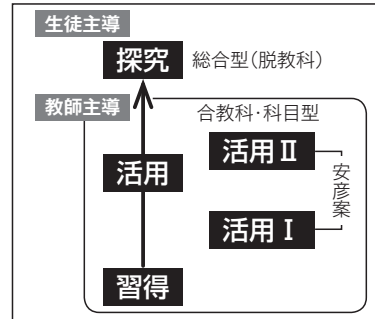 生徒主導
探究 総合型(脱教科)
教師主導
合教科・科目型
活用Ⅱ
活用
安彦案
活用Ⅰ
習得